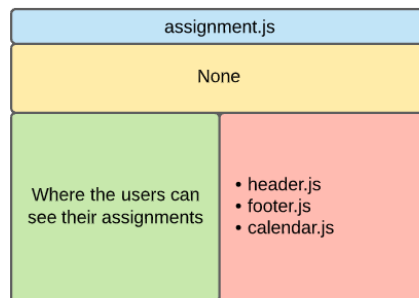 assignment.js
None
Where the users can
see their assignments
• header.js
• footer.js
• calendar.js